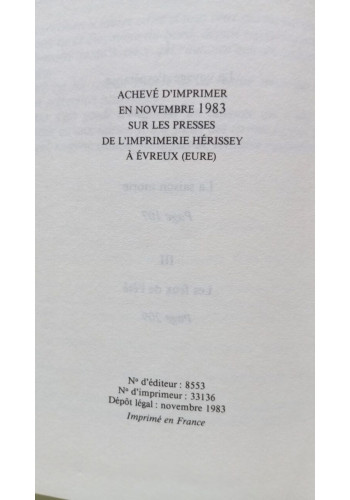 ACHEVÉ D'IMPRIMER
EN NOVEMBRE 1983
SUR LES PRESSES
DE L'IMPRIMERIE HÉRISSEY
À ÉVREUX (EURE)
III
Nº d'éditeur : 8553
Nº d'imprimeur : 33136
Dépôt légal : novembre 1983
Imprimé en France